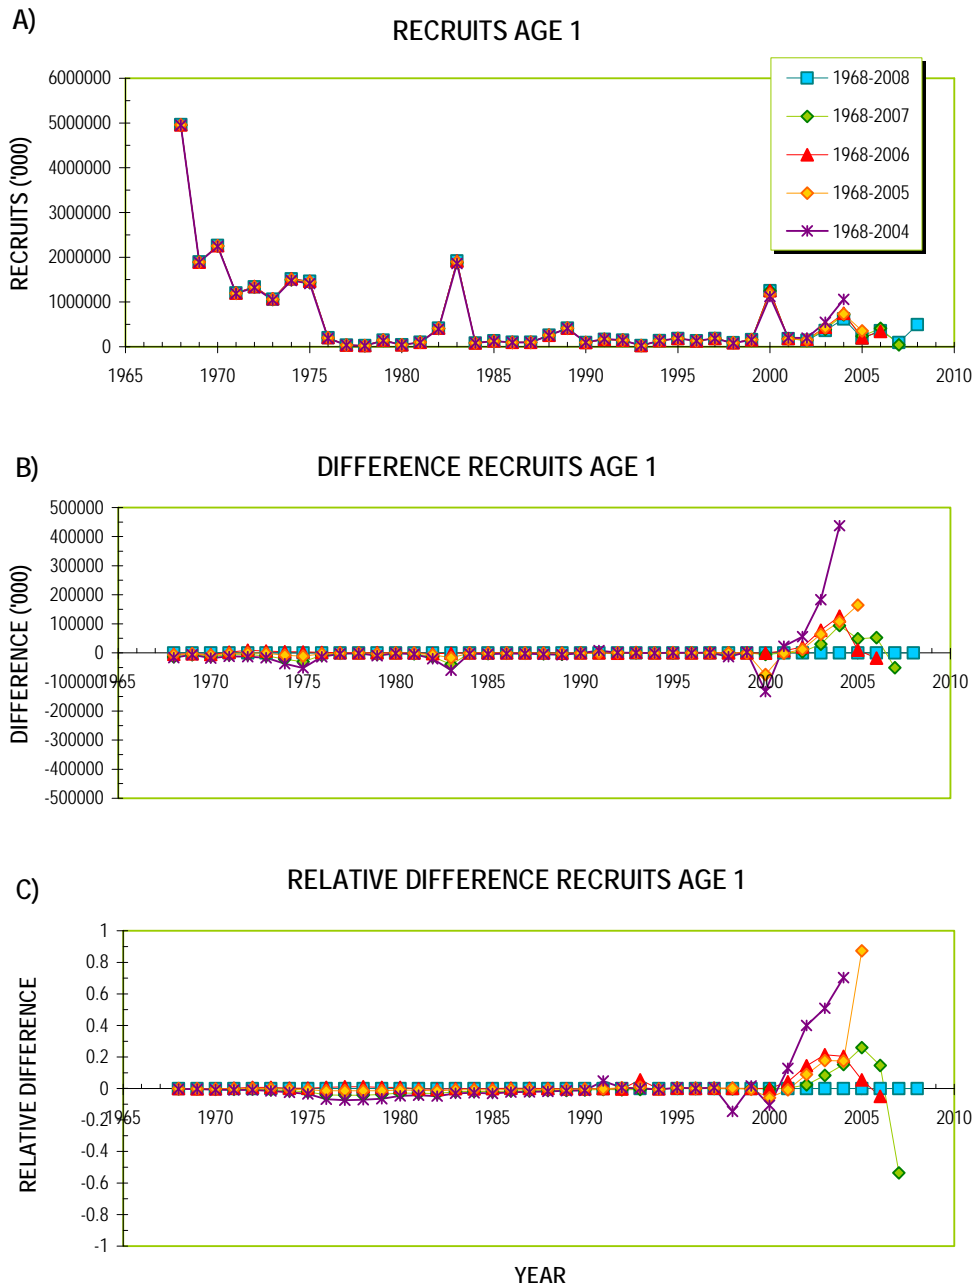 A)
RECRUITS AGE 1
RECRUITS ('000)
6000000
5000000
4000000
3000000
2000000
1000000
0
1965 1970 1975 1980 1985 1990 1995 2000 2005 2010
1968-2008
1968-2007
1968-2006
1968-2005
1968-2004
B)
DIFFERENCE RECRUITS AGE 1
DIFFERENCE ('000)
500000
400000
300000
200000
100000
0
-100000
-200000
-300000
-400000
-500000
1965 1970 1975 1980 1985 1990 1995 2000 2005 2010
C)
RELATIVE DIFFERENCE RECRUITS AGE 1
RELATIVE DIFFERENCE
1
0.8
0.6
0.4
0.2
0
-0.2
-0.4
-0.6
-0.8
-1
1965 1970 1975 1980 1985 1990 1995 2000 2005 2010
YEAR